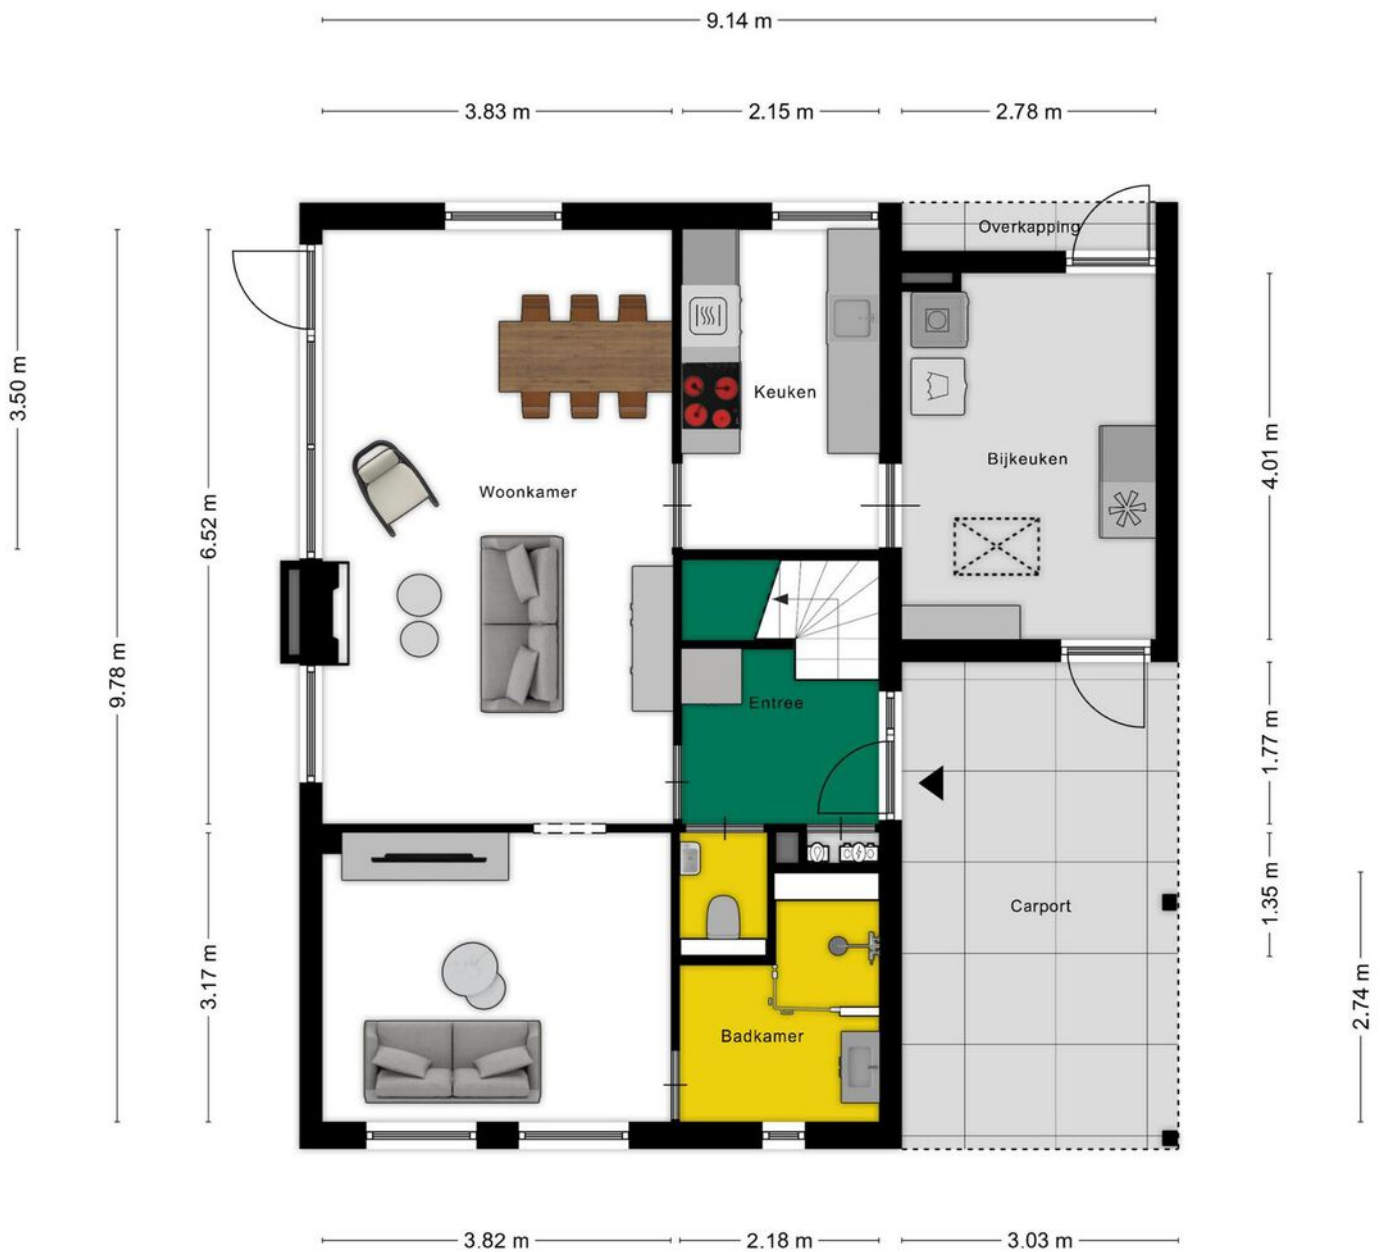 9.14 m
3.83 m
2.15 m
2.78 m
Overkapping
3.50 m
Keuken
4.01 m
Bijkeuken
Woonkamer
6.52 m
9.78 m
Entree
1.77 m
1.35 m
Carport
3.17 m
2.74 m
Badkamer
3.82 m
2.18 m
3.03 m